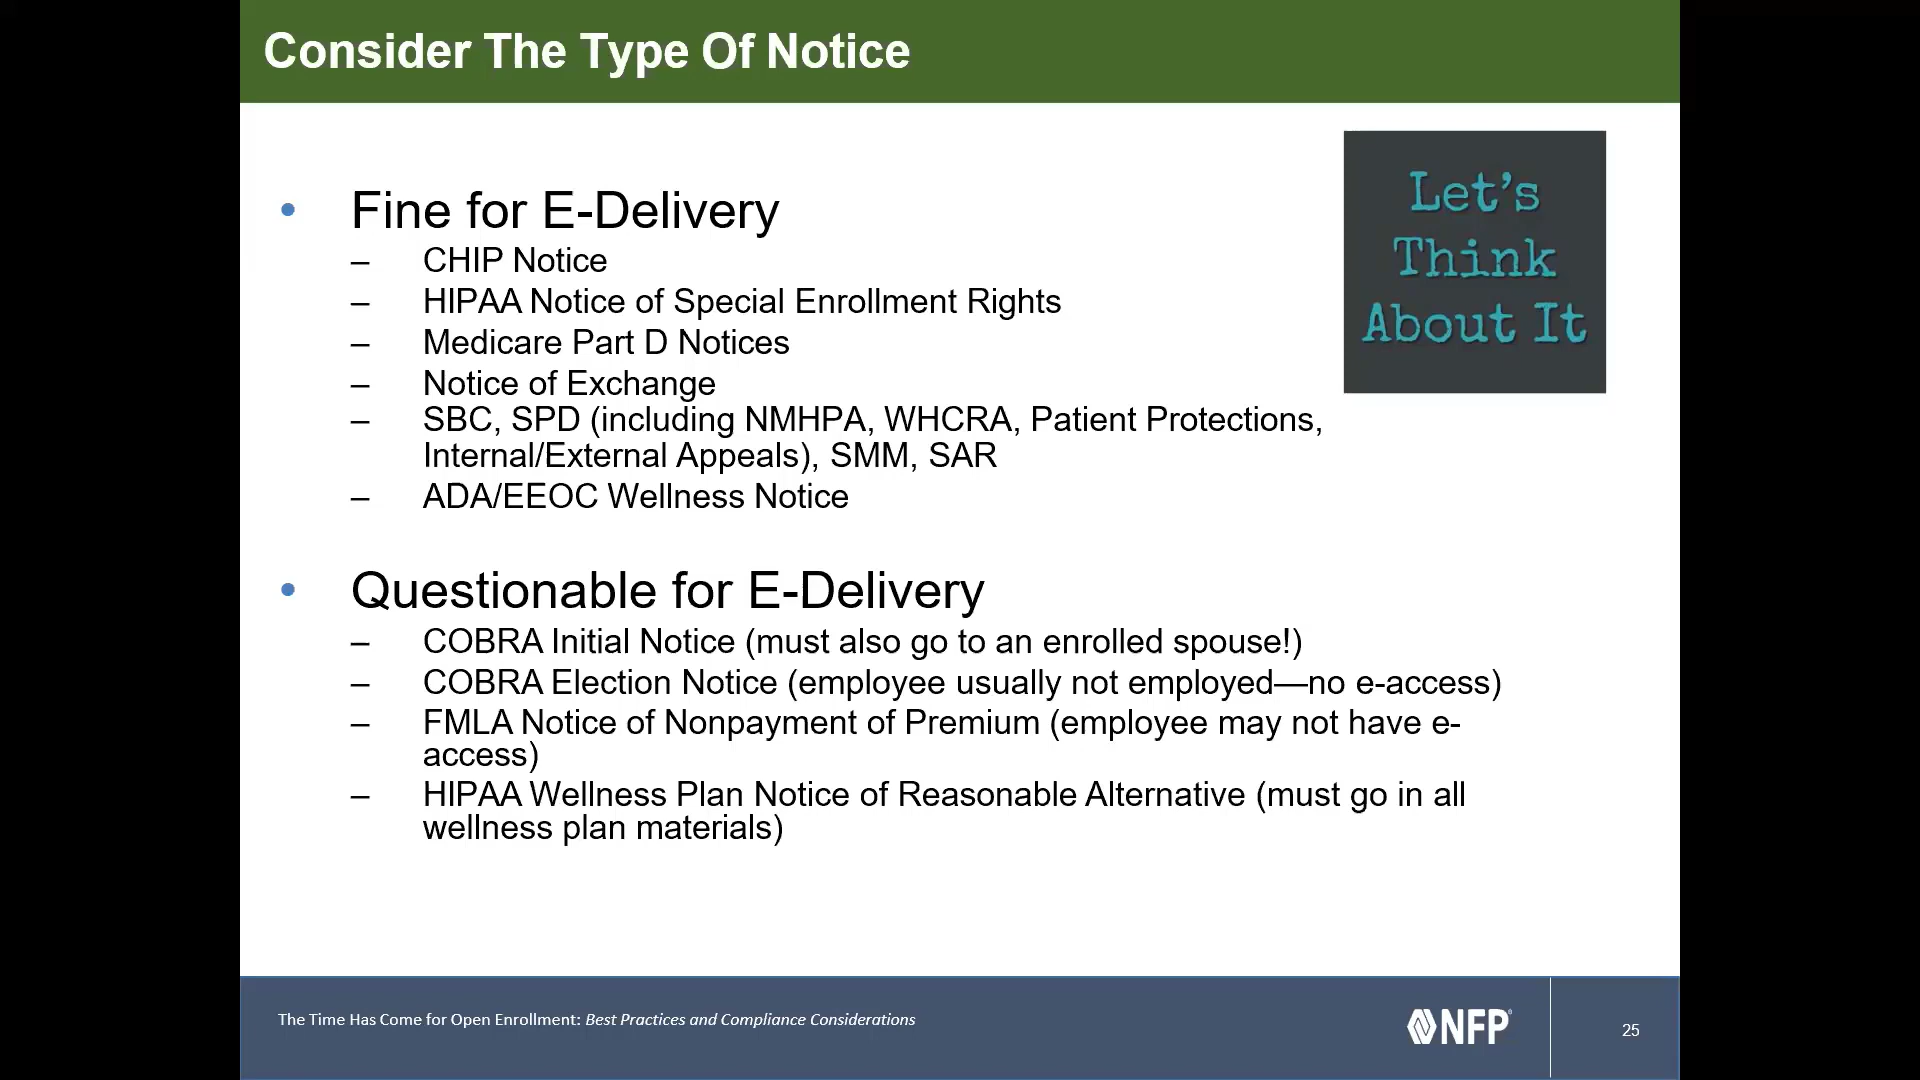 Consider The Type Of Notice
Let's
Think
About It
• Fine for E-Delivery
– CHIP Notice
– HIPAA Notice of Special Enrollment Rights
– Medicare Part D Notices
– Notice of Exchange
– SBC, SPD (including NMHPA, WHCRA, Patient Protections,
Internal/External Appeals), SMM, SAR
– ADA/EEOC Wellness Notice
• Questionable for E-Delivery
– COBRA Initial Notice (must also go to an enrolled spouse!)
– COBRA Election Notice (employee usually not employed—no e-access)
– FMLA Notice of Nonpayment of Premium (employee may not have e-
access)
– HIPAA Wellness Plan Notice of Reasonable Alternative (must go in all
wellness plan materials)
The Time Has Come for Open Enrollment: Best Practices and Compliance Considerations
NFP
25